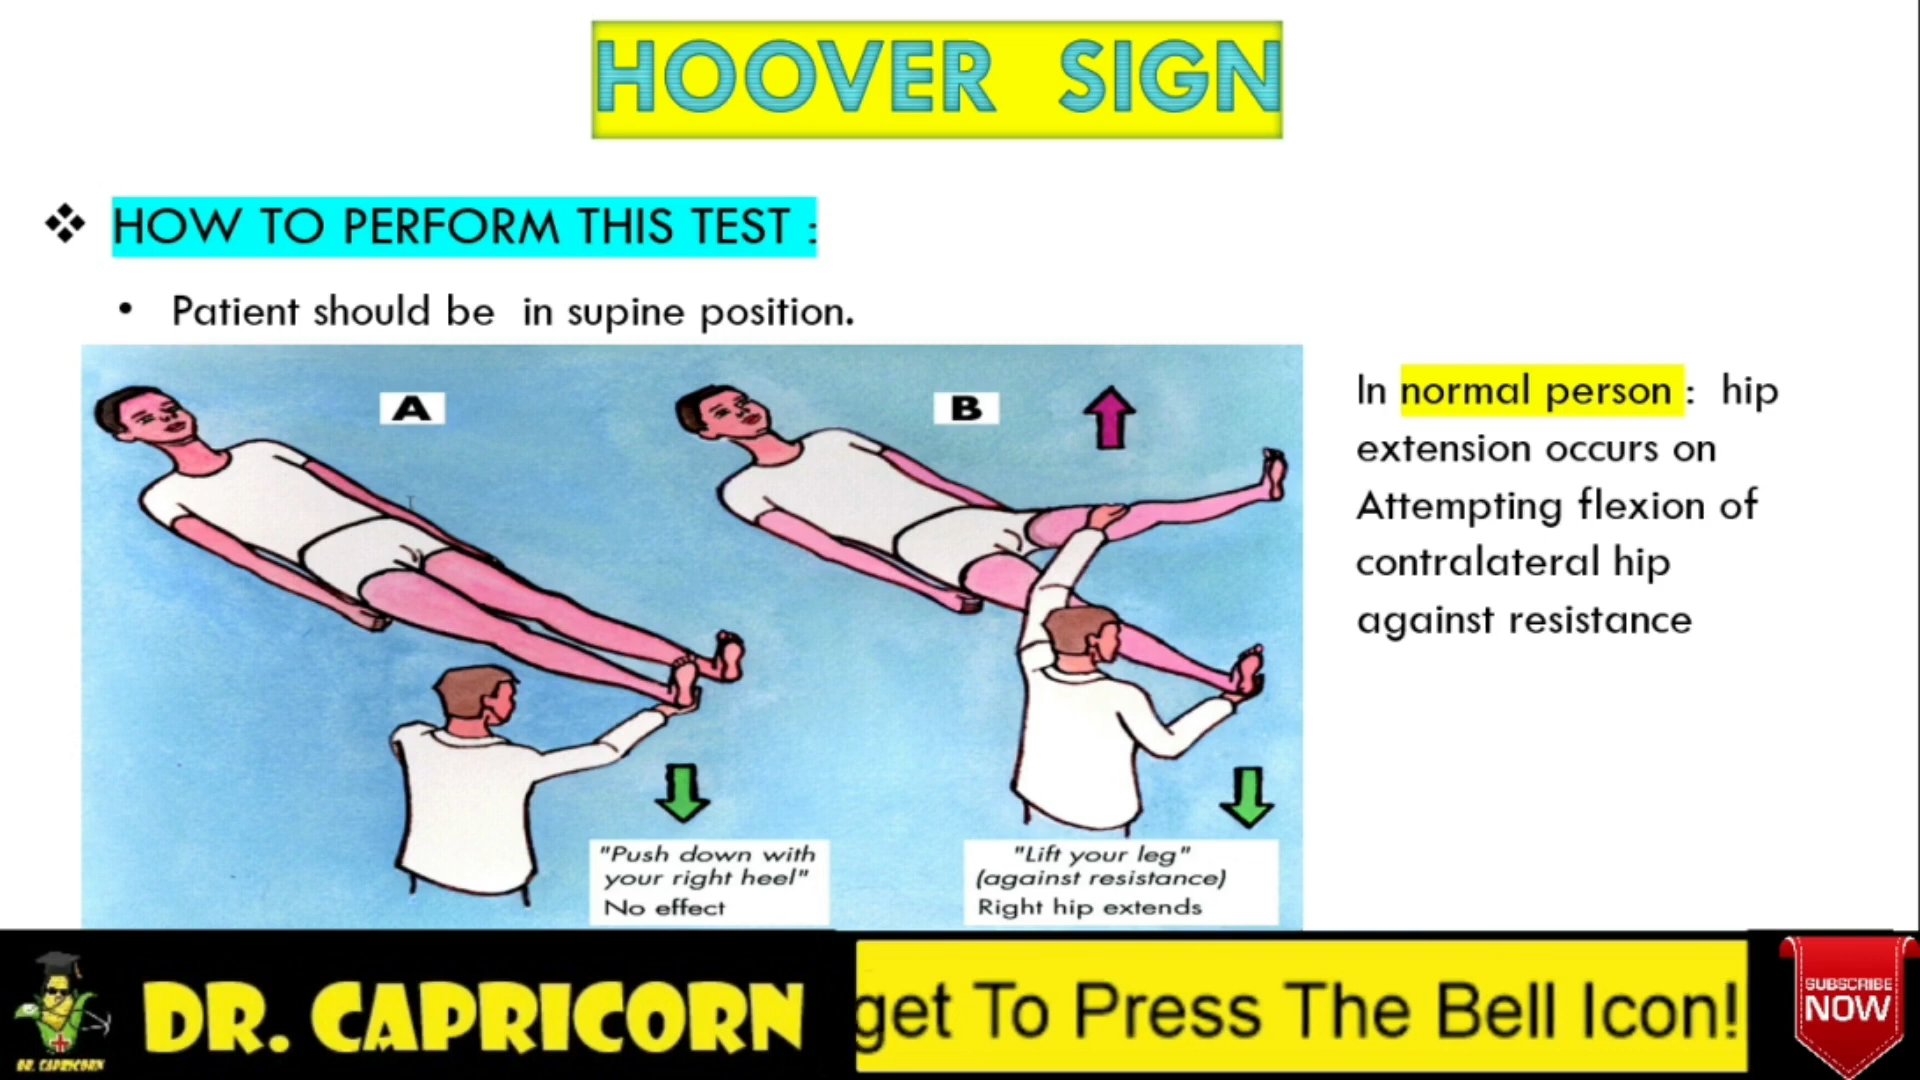 HOOVER SIGN
❖ HOW TO PERFORM THIS TEST :
• Patient should be in supine position.
A
B
"Push down with
your right heel"
No effect
"Lift your leg"
(against resistance)
Right hip extends
In normal person : hip
extension occurs on
Attempting flexion of
contralateral hip
against resistance
DR. CAPRICORN
DR. CAPRICORN
get To Press The Bell Icon!
SUBSCRIBE
NOW